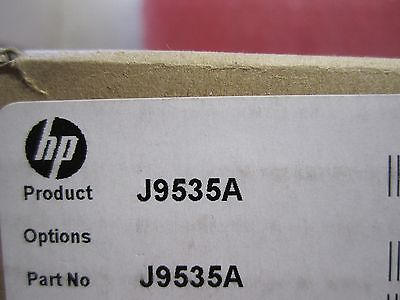 hp
Product J9535A
Options
Part No J9535A